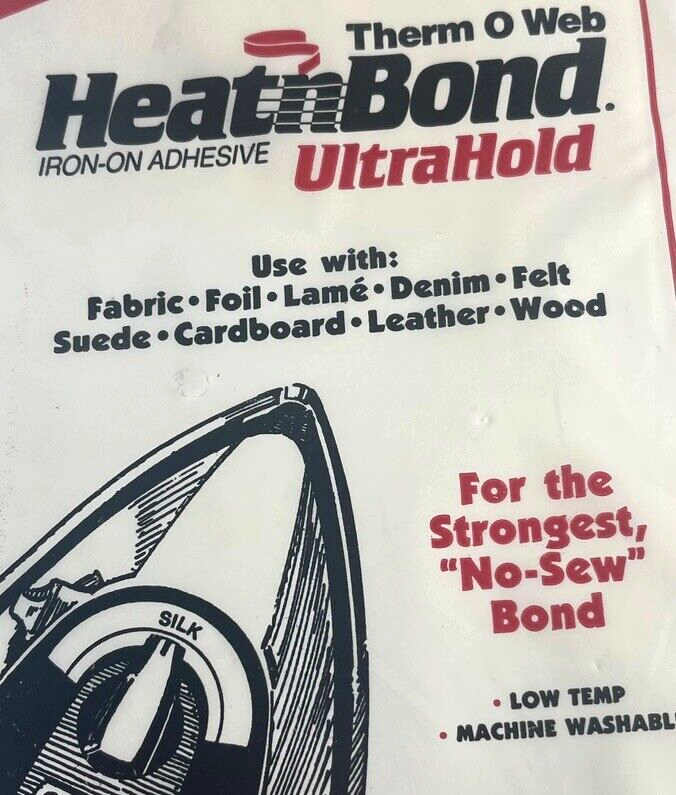 Therm O Web
HeatnBond.
IRON-ON ADHESIVE UltraHold
Use with:
Fabric • Foil • Lamé • Denim • Felt
Suede • Cardboard • Leather • Wood
For the
Strongest,
"No-Sew"
Bond
SILK
• LOW TEMP
• MACHINE WASHABL